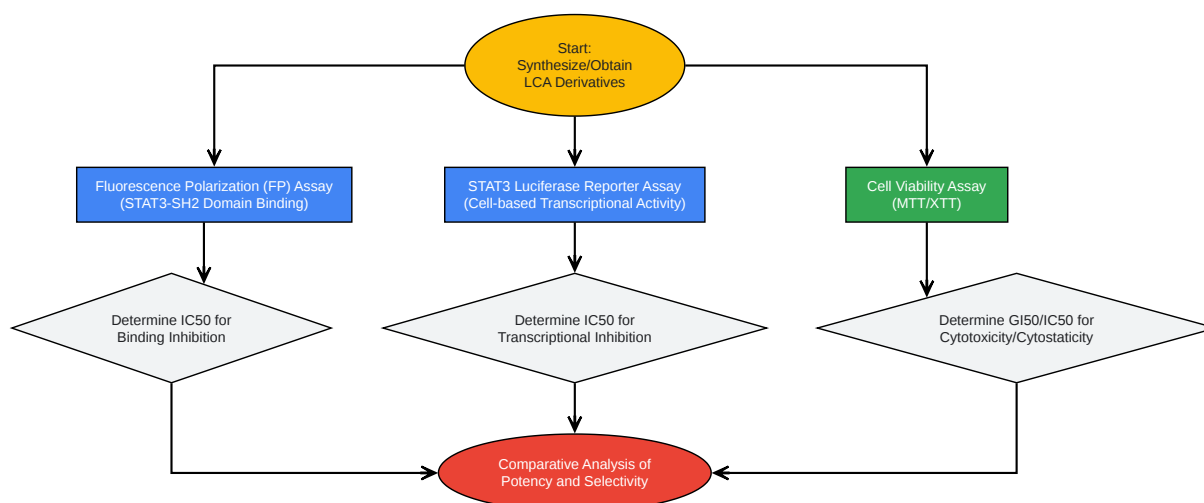 Start:
Synthesize/Obtain
LCA Derivatives
Fluorescence Polarization (FP) Assay
(STAT3-SH2 Domain Binding)
STAT3 Luciferase Reporter Assay
(Cell-based Transcriptional Activity)
Cell Viability Assay
(MTT/XTT)
Determine IC50 for
Binding Inhibition
Determine IC50 for
Transcriptional Inhibition
Determine GI50/IC50 for
Cytotoxicity/Cytostaticity
Comparative Analysis of
Potency and Selectivity